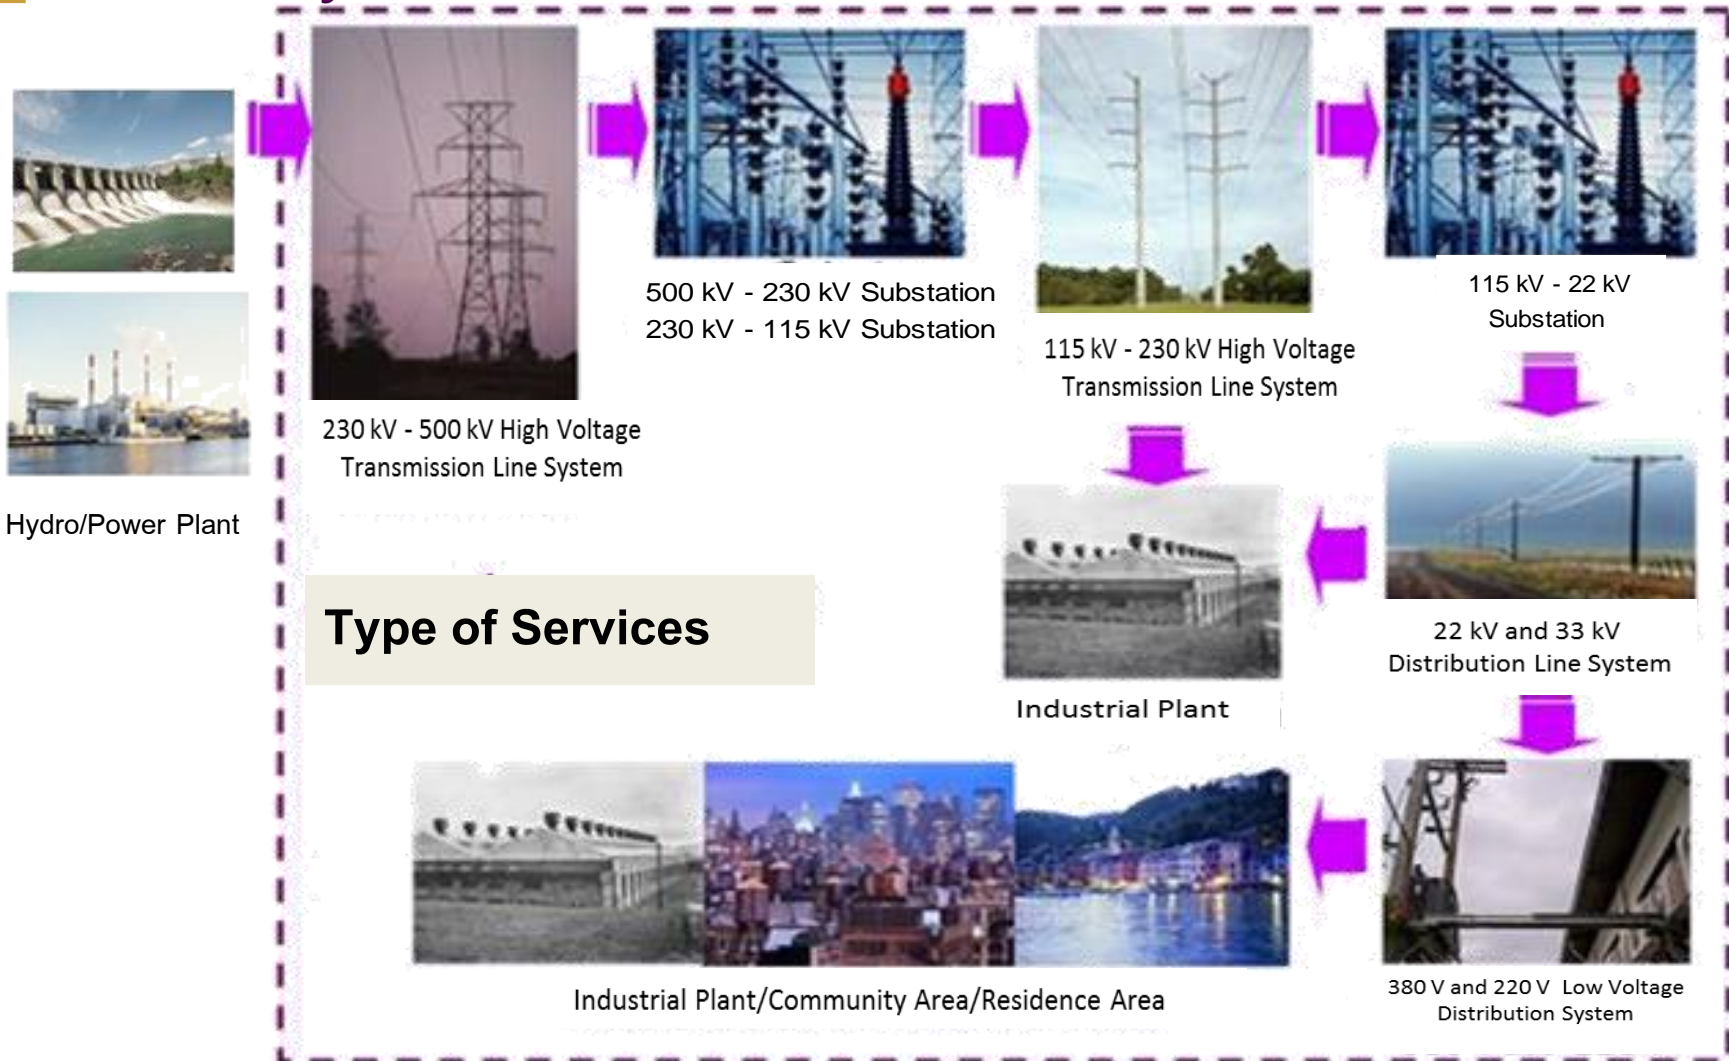 500 kV - 230 kV Substation
230 kV - 115 kV Substation
115 kV - 22 kV
Substation
115 kV - 230 kV High Voltage
Transmission Line System
230 kV - 500 kV High Voltage
Transmission Line System
Hydro/Power Plant
Type of Services
22 kV and 33 kV
Distribution Line System
Industrial Plant
380 V and 220 V Low Voltage
Distribution System
Industrial Plant/Community Area/Residence Area